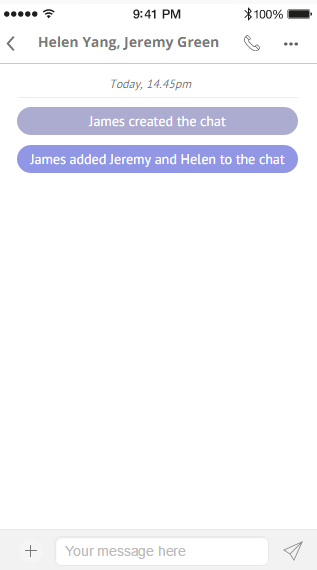 9:41 PM 100%
Helen Yang, Jeremy Green
Today, 14.45pm
James created the chat
James added Jeremy and Helen to the chat
Your message here